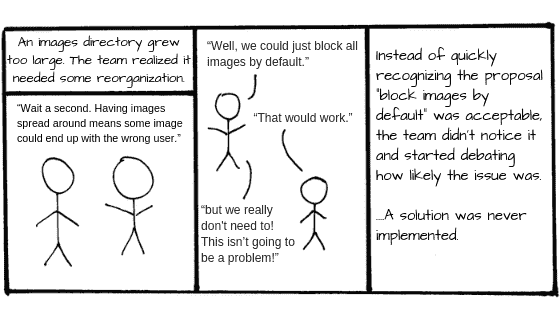 An images directory grew
too large. The team realized it
needed some reorganization.
“Wait a second. Having images
spread around means some image
could end up with the wrong user.”
“Well, we could just block all
images by default.”
“That would work.”
“but we really
don’t need to!
This isn’t going to
be a problem!”
Instead of quickly
recognizing the proposal
"block images by
default" was acceptable,
the team didn't notice it
and started debating
how likely the issue was.
...A solution was never
implemented.